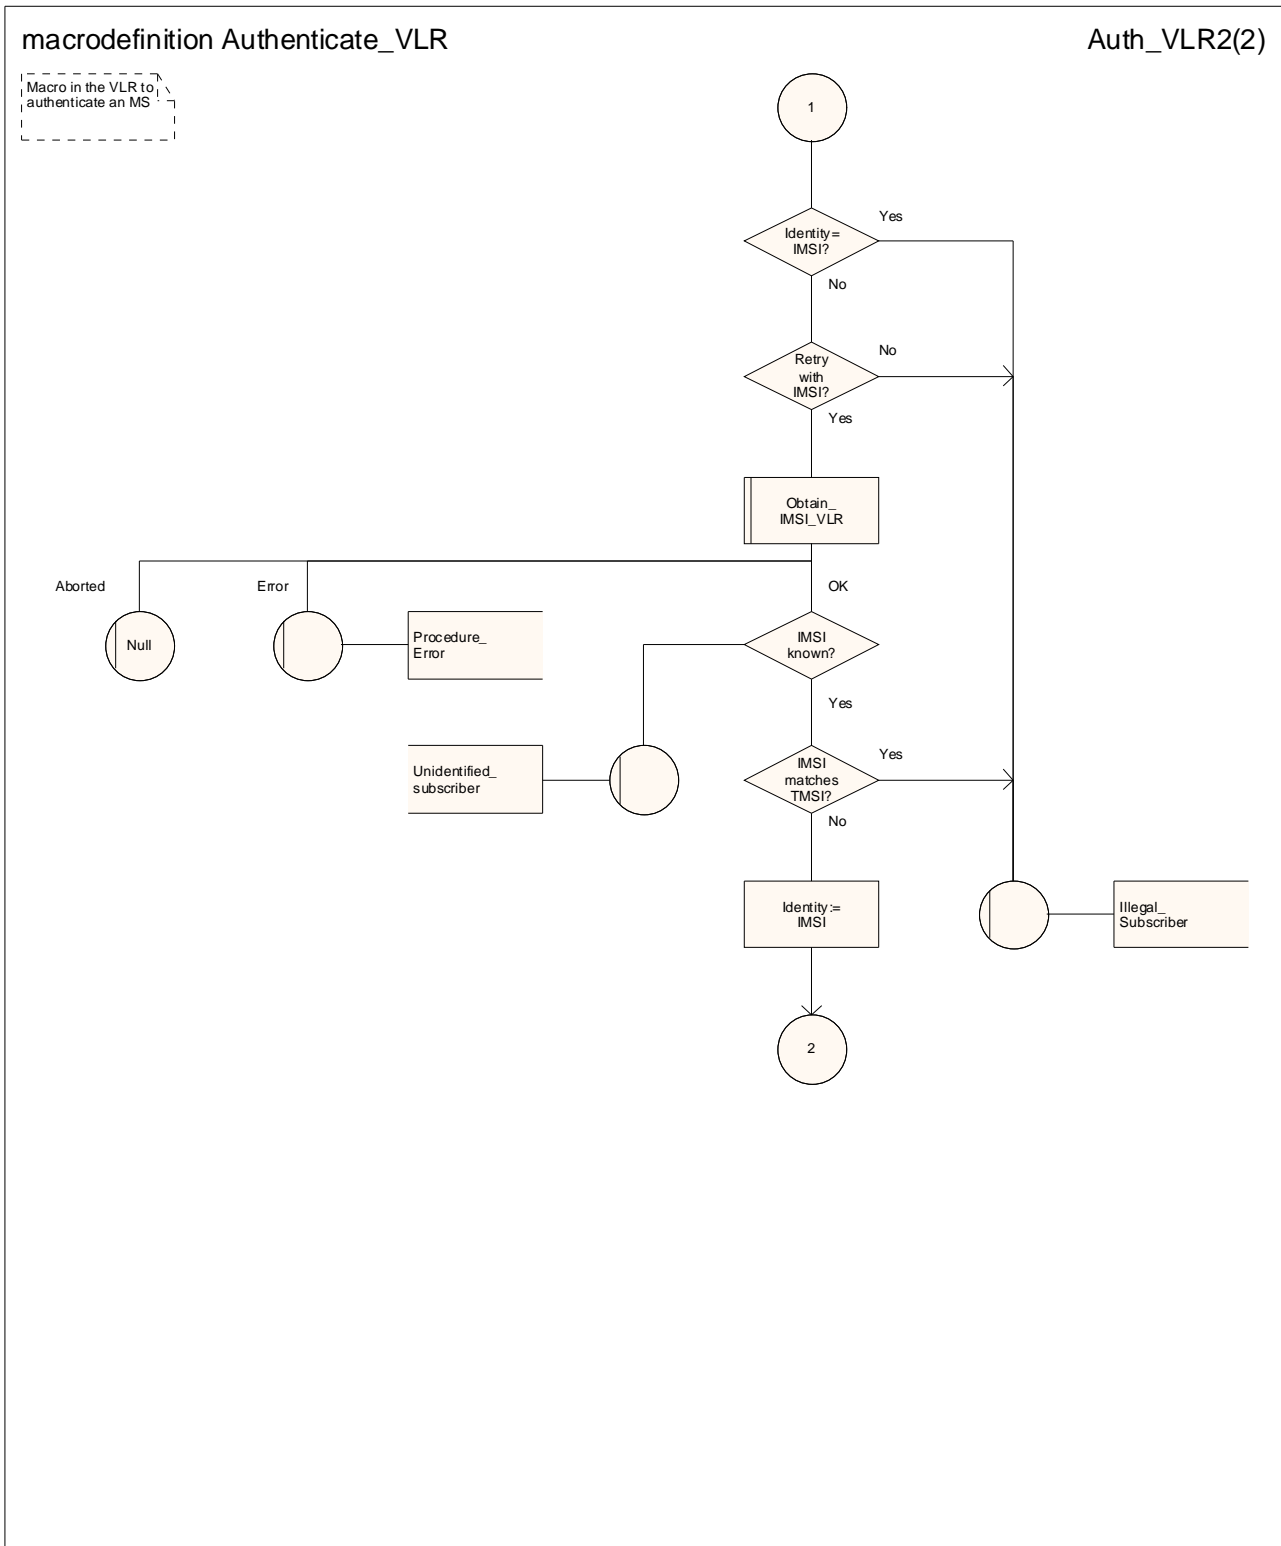 macrodefinition Authenticate_VLR
Auth_VLR2(2)
Macro in the VLR to
authenticate an MS
1
Yes
Identity=
IMSI?
No
No
Retry
with
IMSI?
Yes
Obtain_
IMSI_VLR
Aborted
Error
OK
Null
Procedure_
Error
IMSI
known?
Yes
Yes
Unidentified_
subscriber
IMSI
matches
TMSI?
No
Identity:=
IMSI
Illegal_
Subscriber
2